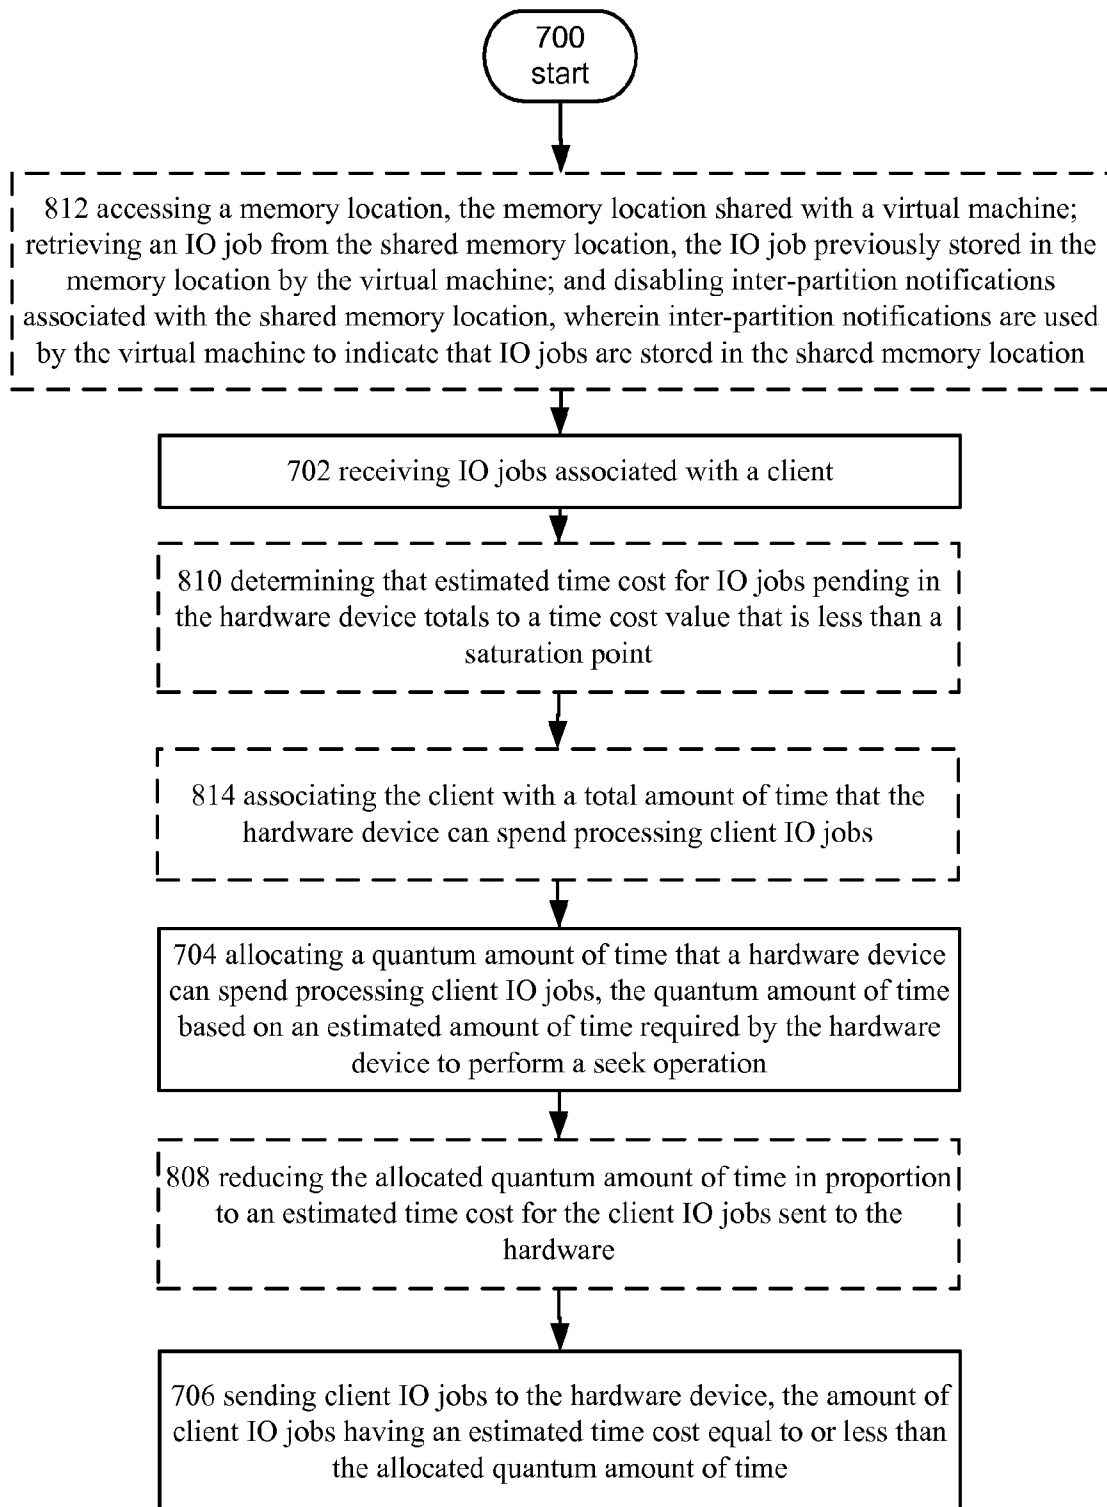 700
start
812 accessing a memory location, the memory location shared with a virtual machine;
retrieving an IO job from the shared memory location, the IO job previously stored in the
memory location by the virtual machine; and disabling inter-partition notifications
associated with the shared memory location, wherein inter-partition notifications are used
by the virtual machine to indicate that IO jobs are stored in the shared memory location
702 receiving IO jobs associated with a client
810 determining that estimated time cost for IO jobs pending in
the hardware device totals to a time cost value that is less than a
saturation point
814 associating the client with a total amount of time that the
hardware device can spend processing client IO jobs
704 allocating a quantum amount of time that a hardware device
can spend processing client IO jobs, the quantum amount of time
based on an estimated amount of time required by the hardware
device to perform a seek operation
808 reducing the allocated quantum amount of time in proportion
to an estimated time cost for the client IO jobs sent to the
hardware
706 sending client IO jobs to the hardware device, the amount of
client IO jobs having an estimated time cost equal to or less than
the allocated quantum amount of time